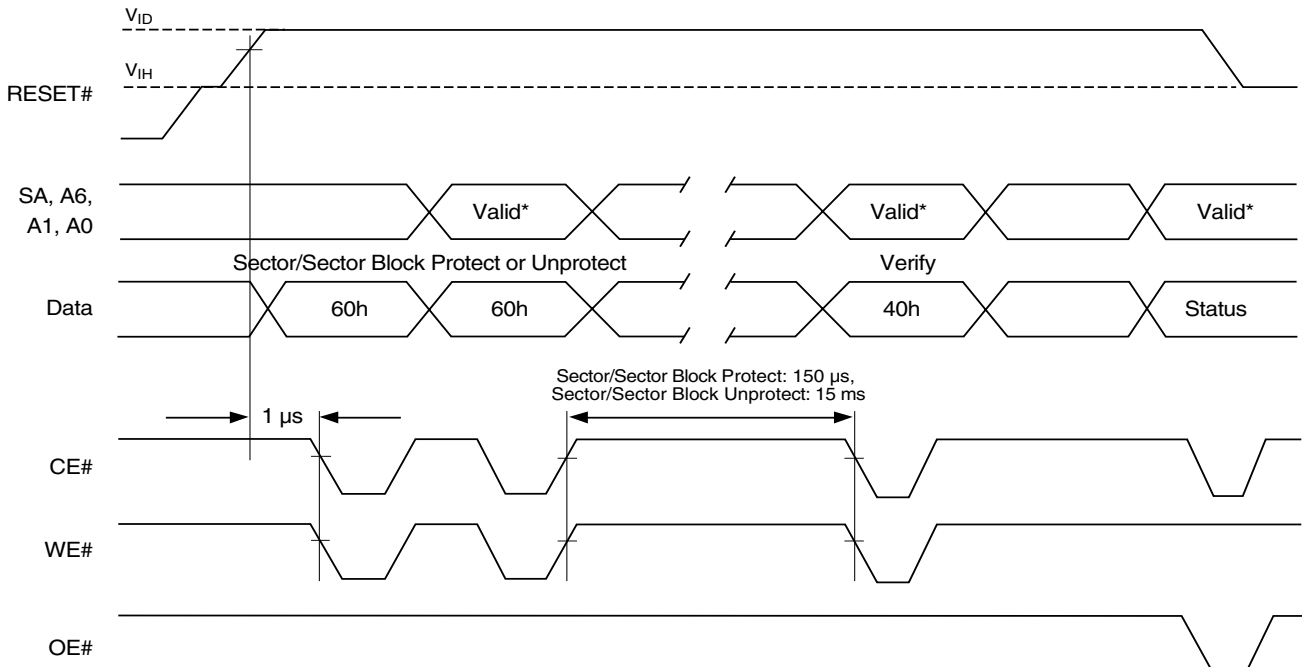 VID
VIH
RESET#
SA, A6,
A1, A0
Valid*
Valid*
Valid*
Sector/Sector Block Protect or Unprotect
Verify
Data
60h
60h
40h
Status
Sector/Sector Block Protect: 150 µs,
Sector/Sector Block Unprotect: 15 ms
1 µs
CE#
WE#
OE#